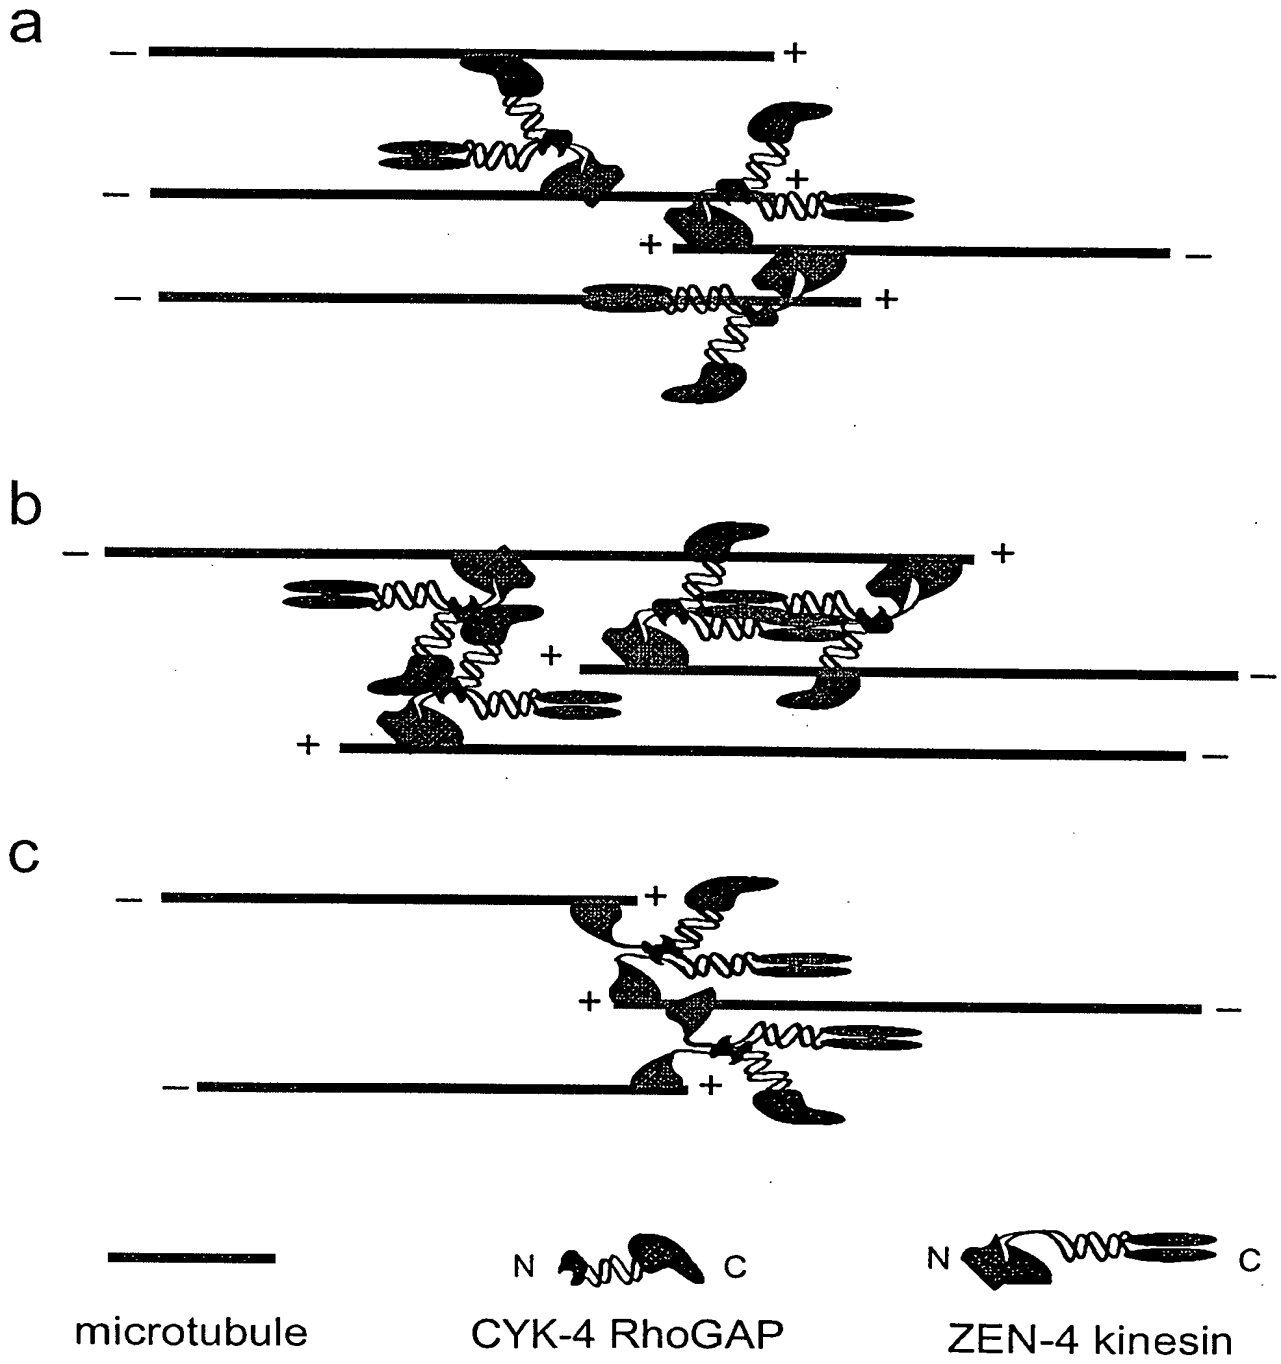 a
— +
— +
+ —
— +
b
— +
+ —
+ —
c
— +
+ —
— +
N C N C
microtubule CYK-4 RhoGAP ZEN-4 kinesin